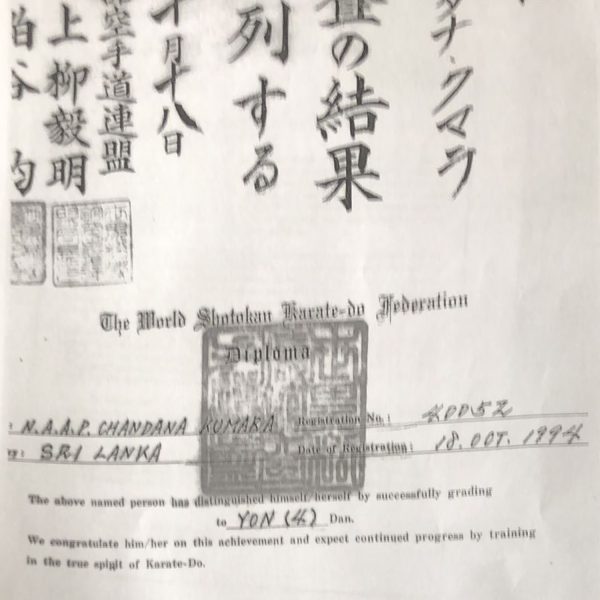 ナ・クマラ
の結果
列する
十月十八日
空手道連盟
上柳毅明
谷 均
The World Shotokan Karate-do Federation
Diploma
: N.A.A.P. CHANDANA KUMARA Registration No.: 40052
: SRI LANKA Date of Registration: 18. OCT. 1994
The above named person has distinguished himself/herself by successfully grading
to YON (4) Dan.
We congratulate him/her on this achievement and expect continued progress by training
in the true spigit of Karate-Do.